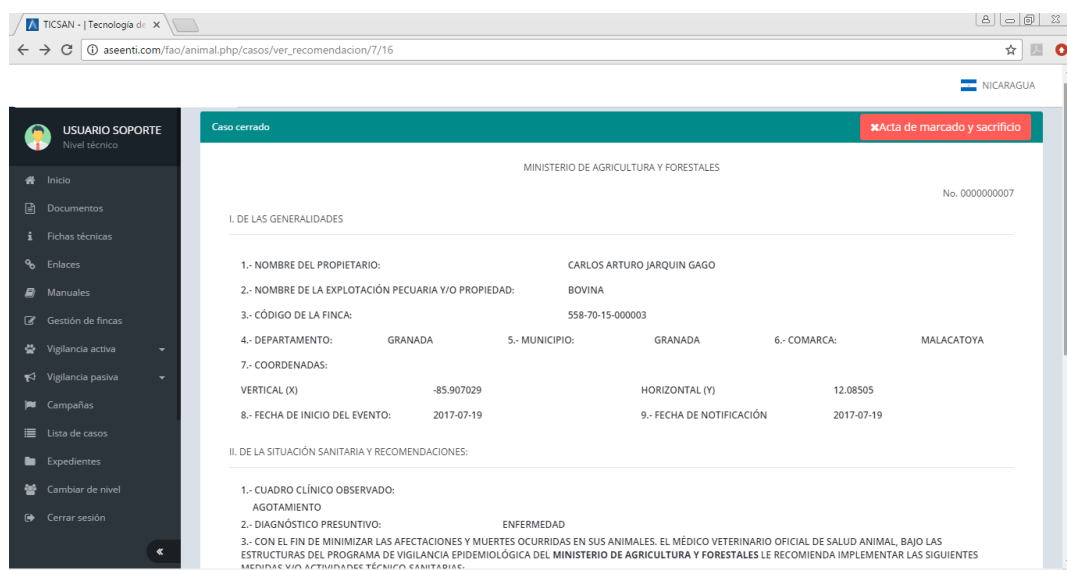 TICSAN - | Tecnología de
aseenti.com/fao/animal.php/casos/ver_recomendacion/7/16
NICARAGUA
USUARIO SOPORTE
Nivel técnico
Inicio
Documentos
Fichas técnicas
Enlaces
Manuales
Gestión de fincas
Vigilancia activa
Vigilancia pasiva
Campañas
Lista de casos
Expedientes
Cambiar de nivel
Cerrar sesión
Caso cerrado
Acta de marcado y sacrificio
MINISTERIO DE AGRICULTURA Y FORESTALES
No. 0000000007
I. DE LAS GENERALIDADES
1.- NOMBRE DEL PROPIETARIO: CARLOS ARTURO JARQUIN GAGO
2.- NOMBRE DE LA EXPLOTACIÓN PECUARIA Y/O PROPIEDAD: BOVINA
3.- CÓDIGO DE LA FINCA: 558-70-15-000003
4.- DEPARTAMENTO: GRANADA 5.- MUNICIPIO: GRANADA 6.- COMARCA: MALACATOYA
7.- COORDENADAS:
VERTICAL (X) -85.907029 HORIZONTAL (Y) 12.08505
8.- FECHA DE INICIO DEL EVENTO: 2017-07-19 9.- FECHA DE NOTIFICACIÓN 2017-07-19
II. DE LA SITUACIÓN SANITARIA Y RECOMENDACIONES:
1.- CUADRO CLÍNICO OBSERVADO:
AGOTAMIENTO
2.- DIAGNÓSTICO PRESUNTIVO: ENFERMEDAD
3.- CON EL FIN DE MINIMIZAR LAS AFECTACIONES Y MUERTES OCURRIDAS EN SUS ANIMALES. EL MÉDICO VETERINARIO OFICIAL DE SALUD ANIMAL, BAJO LAS
ESTRUCTURAS DEL PROGRAMA DE VIGILANCIA EPIDEMIOLÓGICA DEL MINISTERIO DE AGRICULTURA Y FORESTALES LE RECOMIENDA IMPLEMENTAR LAS SIGUIENTES
MEDIDAS Y/O ACTIVIDADES TÉCNICO-SANITARIAS: